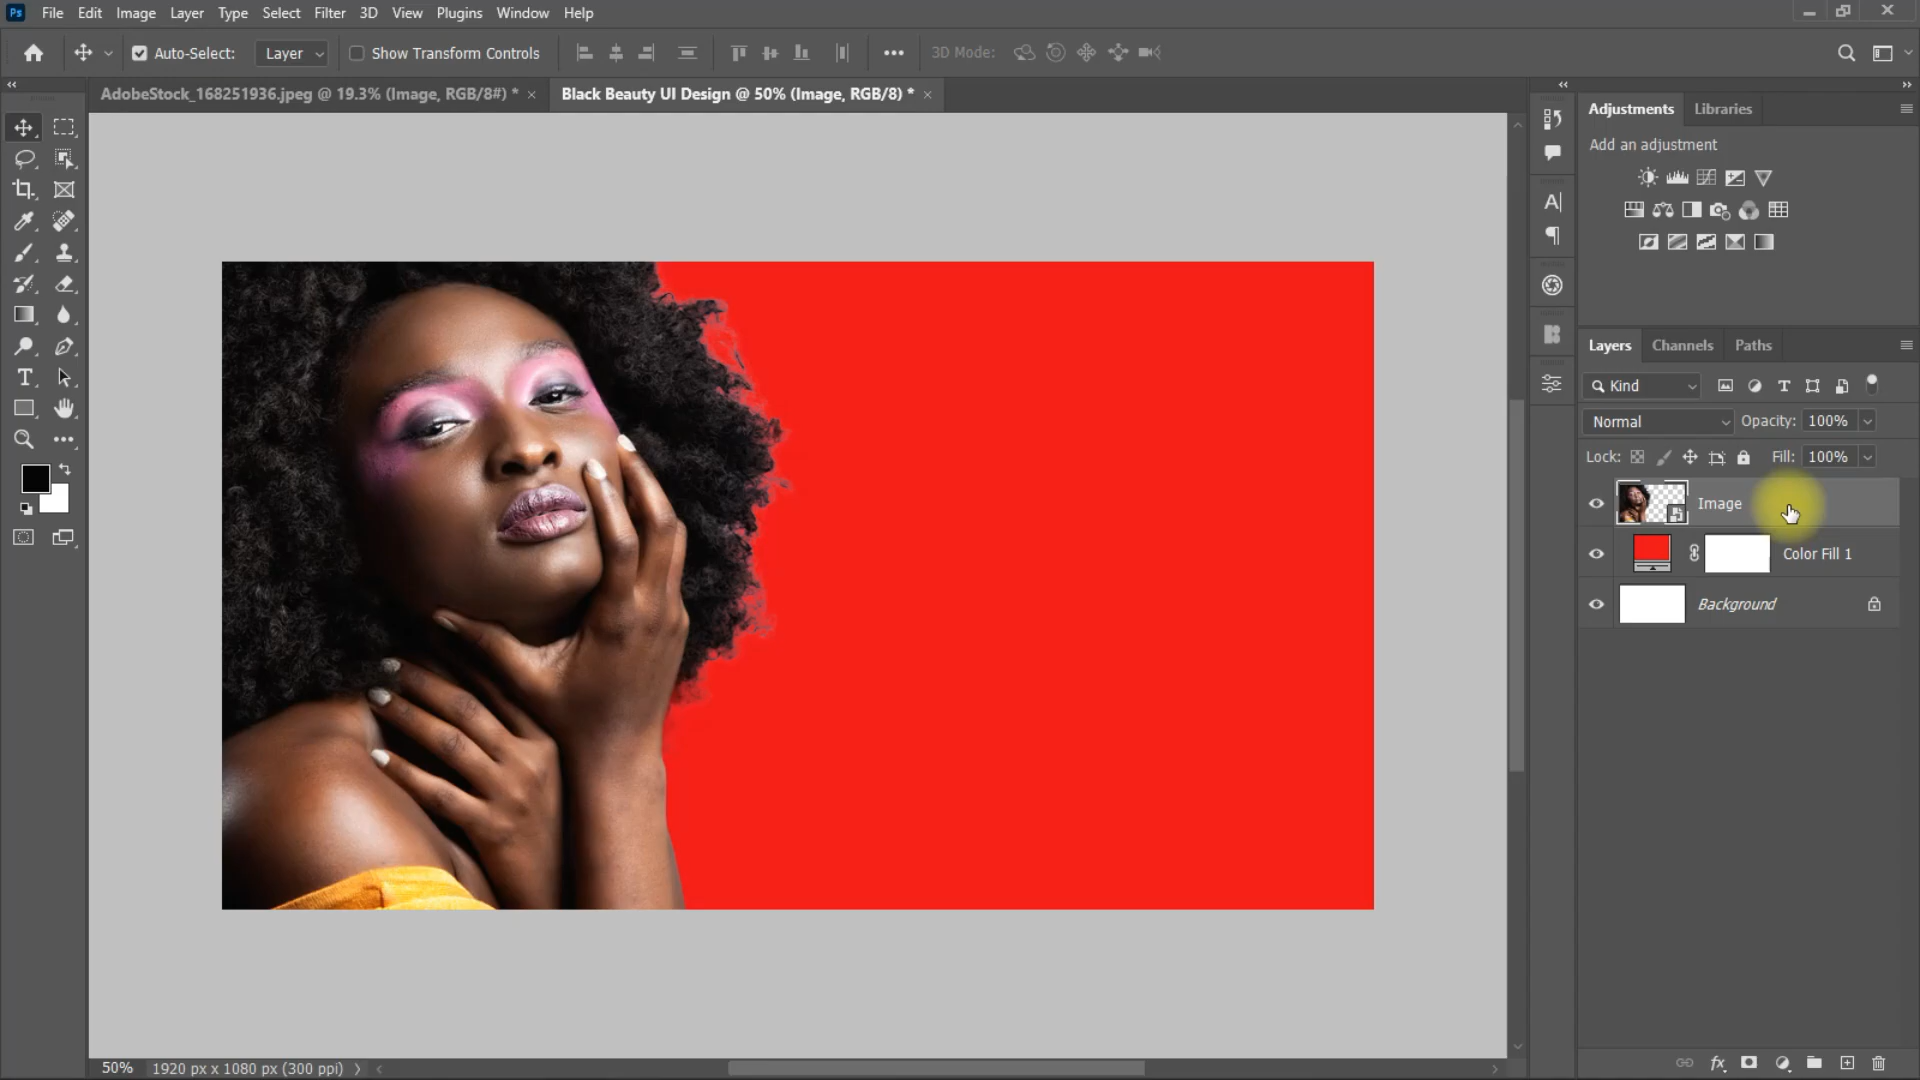 Ps File Edit Image Layer Type Select Filter 3D View Plugins Window Help
Auto-Select: Layer Show Transform Controls 3D Mode:
AdobeStock_168251936.jpeg @ 19.3% (Image, RGB/8#) * × Black Beauty UI Design @ 50% (Image, RGB/8) * ×
Adjustments Libraries
Add an adjustment
Layers Channels Paths
Kind
Normal Opacity: 100%
Lock: Fill: 100%
Image
Color Fill 1
Background
50% 1920 px x 1080 px (300 ppi)